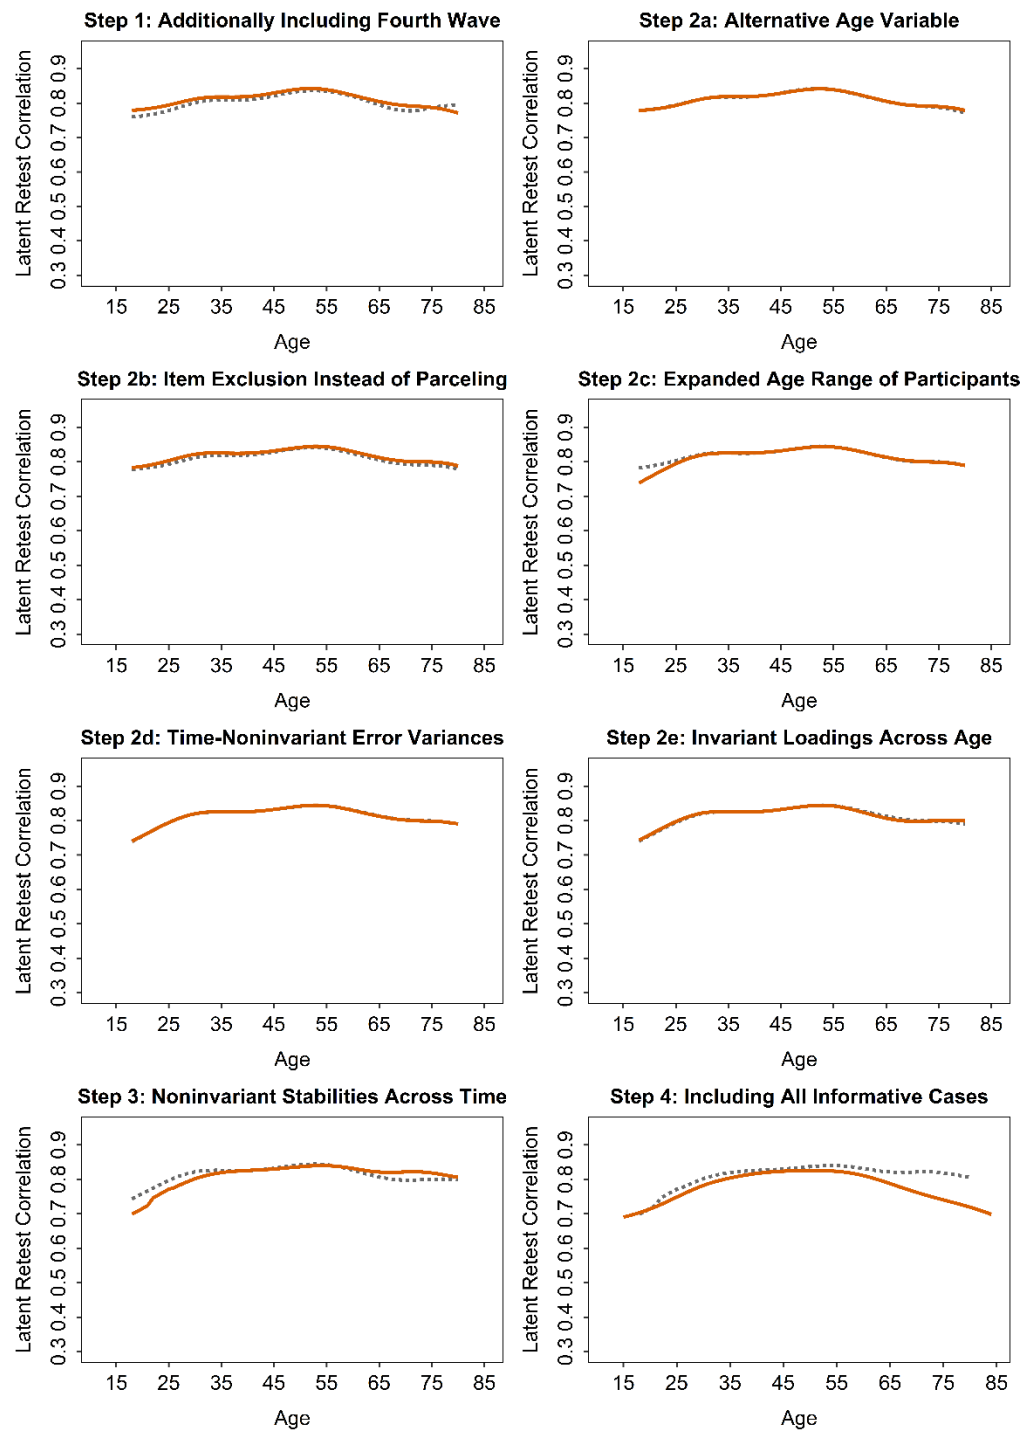 Step 1: Additionally Including Fourth Wave
Latent Retest Correlation
0.3 0.4 0.5 0.6 0.7 0.8 0.9
15 25 35 45 55 65 75 85
Age
Step 2a: Alternative Age Variable
Latent Retest Correlation
0.3 0.4 0.5 0.6 0.7 0.8 0.9
15 25 35 45 55 65 75 85
Age
Step 2b: Item Exclusion Instead of Parceling
Latent Retest Correlation
0.3 0.4 0.5 0.6 0.7 0.8 0.9
15 25 35 45 55 65 75 85
Age
Step 2c: Expanded Age Range of Participants
Latent Retest Correlation
0.3 0.4 0.5 0.6 0.7 0.8 0.9
15 25 35 45 55 65 75 85
Age
Step 2d: Time-Noninvariant Error Variances
Latent Retest Correlation
0.3 0.4 0.5 0.6 0.7 0.8 0.9
15 25 35 45 55 65 75 85
Age
Step 2e: Invariant Loadings Across Age
Latent Retest Correlation
0.3 0.4 0.5 0.6 0.7 0.8 0.9
15 25 35 45 55 65 75 85
Age
Step 3: Noninvariant Stabilities Across Time
Latent Retest Correlation
0.3 0.4 0.5 0.6 0.7 0.8 0.9
15 25 35 45 55 65 75 85
Age
Step 4: Including All Informative Cases
Latent Retest Correlation
0.3 0.4 0.5 0.6 0.7 0.8 0.9
15 25 35 45 55 65 75 85
Age